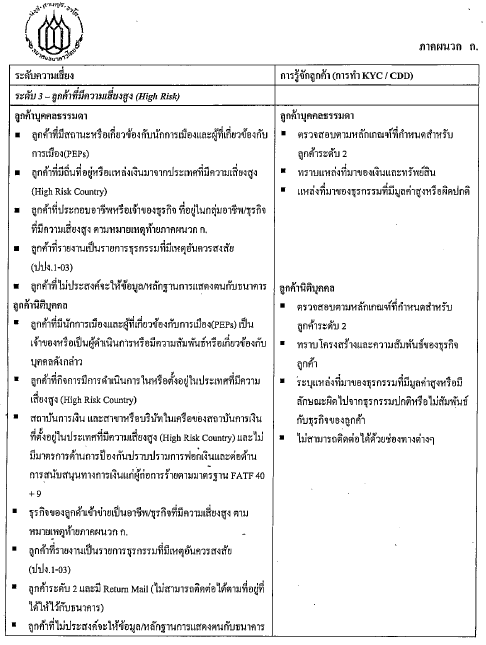 ภาคผนวก ก.
ระดับความเสี่ยง
การรู้จักลูกค้า (การทำ KYC / CDD)
ระดับ 3 – ลูกค้าที่มีความเสี่ยงสูง (High Risk)
ลูกค้าบุคคลธรรมดา
▪ ลูกค้าที่มีสถานะหรือเกี่ยวข้องกับนักการเมืองและผู้ที่เกี่ยวข้องกับ
การเมือง(PEPs)
▪ ลูกค้าที่มีถิ่นที่อยู่หรือแหล่งเงินมาจากประเทศที่มีความเสี่ยงสูง
(High Risk Country)
▪ ลูกค้าที่ประกอบอาชีพหรือเจ้าของธุรกิจ ที่อยู่ในกลุ่มอาชีพ/ธุรกิจ
ที่มีความเสี่ยงสูง ตามหมายเหตุท้ายภาคผนวก ก.
▪ ลูกค้าที่รายงานเป็นรายการธุรกรรมที่มีเหตุอันควรสงสัย
(ปปง.1-03)
▪ ลูกค้าที่ไม่ประสงค์จะให้ข้อมูล/หลักฐานการแสดงตนกับธนาคาร
ลูกค้านิติบุคคล
▪ ลูกค้าที่มีนักการเมืองและผู้ที่เกี่ยวข้องกับการเมือง(PEPs) เป็น
เจ้าของหรือเป็นผู้ดำเนินการหรือมีความสัมพันธ์หรือเกี่ยวข้องกับ
บุคคลดังกล่าว
▪ ลูกค้าที่กิจการมีการดำเนินการในหรือตั้งอยู่ในประเทศที่มีความ
เสี่ยงสูง (High Risk Country)
▪ สถาบันการเงิน และสาขาหรือบริษัทในเครือของสถาบันการเงิน
ที่ตั้งอยู่ในประเทศที่มีความเสี่ยงสูง (High Risk Country) และไม่
มีมาตรการด้านการป้องกันปราบปรามการฟอกเงินและต่อต้าน
การสนับสนุนทางการเงินแก่ผู้ก่อการร้ายตามมาตรฐาน FATF 40
+ 9
▪ ธุรกิจของลูกค้าเข้าข่ายเป็นอาชีพ/ธุรกิจที่มีความเสี่ยงสูง ตาม
หมายเหตุท้ายภาคผนวก ก.
▪ ลูกค้าที่รายงานเป็นรายการธุรกรรมที่มีเหตุอันควรสงสัย
(ปปง.1-03)
▪ ลูกค้าระดับ 2 และมี Return Mail (ไม่สามารถติดต่อได้ตามที่อยู่ที่
ได้ให้ไว้กับธนาคาร)
▪ ลูกค้าที่ไม่ประสงค์จะให้ข้อมูล/หลักฐานการแสดงตนกับธนาคาร
ลูกค้าบุคคลธรรมดา
▪ ตรวจสอบตามหลักเกณฑ์ที่กำหนดสำหรับ
ลูกค้าระดับ 2
▪ ทราบแหล่งที่มาของเงินและทรัพย์สิน
▪ แหล่งที่มาของธุรกรรมที่มีมูลค่าสูงหรือผิดปกติ
ลูกค้านิติบุคคล
▪ ตรวจสอบตามหลักเกณฑ์ที่กำหนดสำหรับ
ลูกค้าระดับ 2
▪ ทราบโครงสร้างและความสัมพันธ์ของธุรกิจ
ลูกค้า
▪ ระบุแหล่งที่มาของธุรกรรมที่มีมูลค่าสูงหรือมี
ลักษณะผิดไปจากธุรกรรมปกติหรือไม่สัมพันธ์
กับธุรกิจของลูกค้า
▪ ไม่สามารถติดต่อได้ด้วยช่องทางต่างๆ